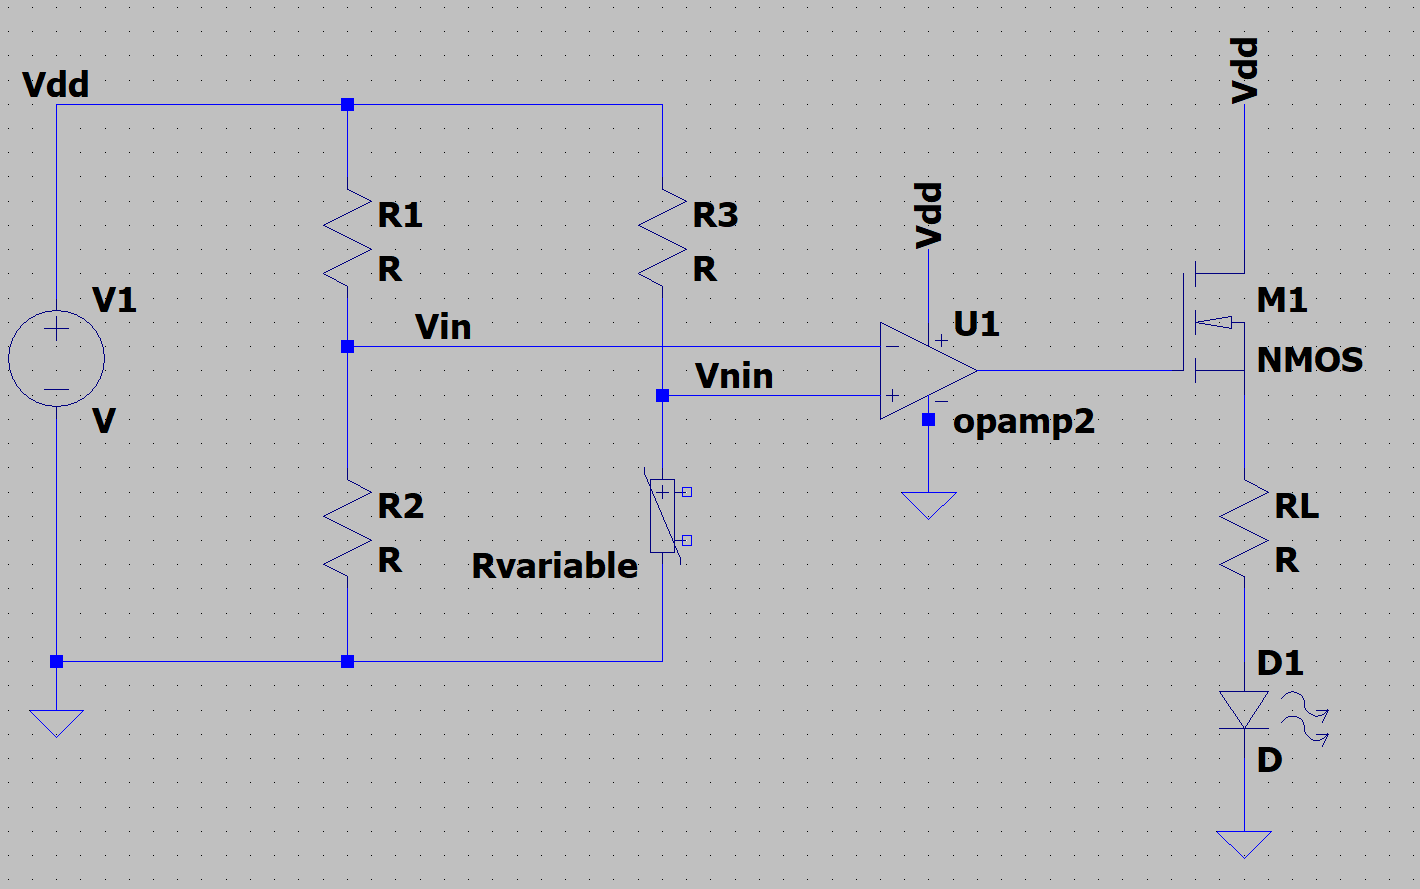 Vdd
V1
V
R1
R
R2
R
Vin
R3
R
Vnin
Rvariable
Vdd
U1
opamp2
Vdd
M1
NMOS
RL
R
D1
D